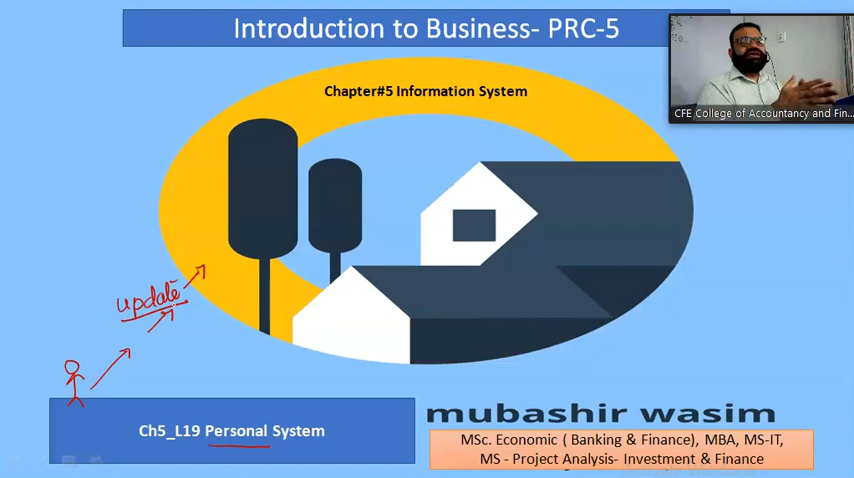 Introduction to Business- PRC-5
CFE College of Accountancy and Fin...
Chapter#5 Information System
update
Ch5_L19 Personal System
mubashir wasim
MSc. Economic ( Banking & Finance), MBA, MS-IT,
MS - Project Analysis- Investment & Finance